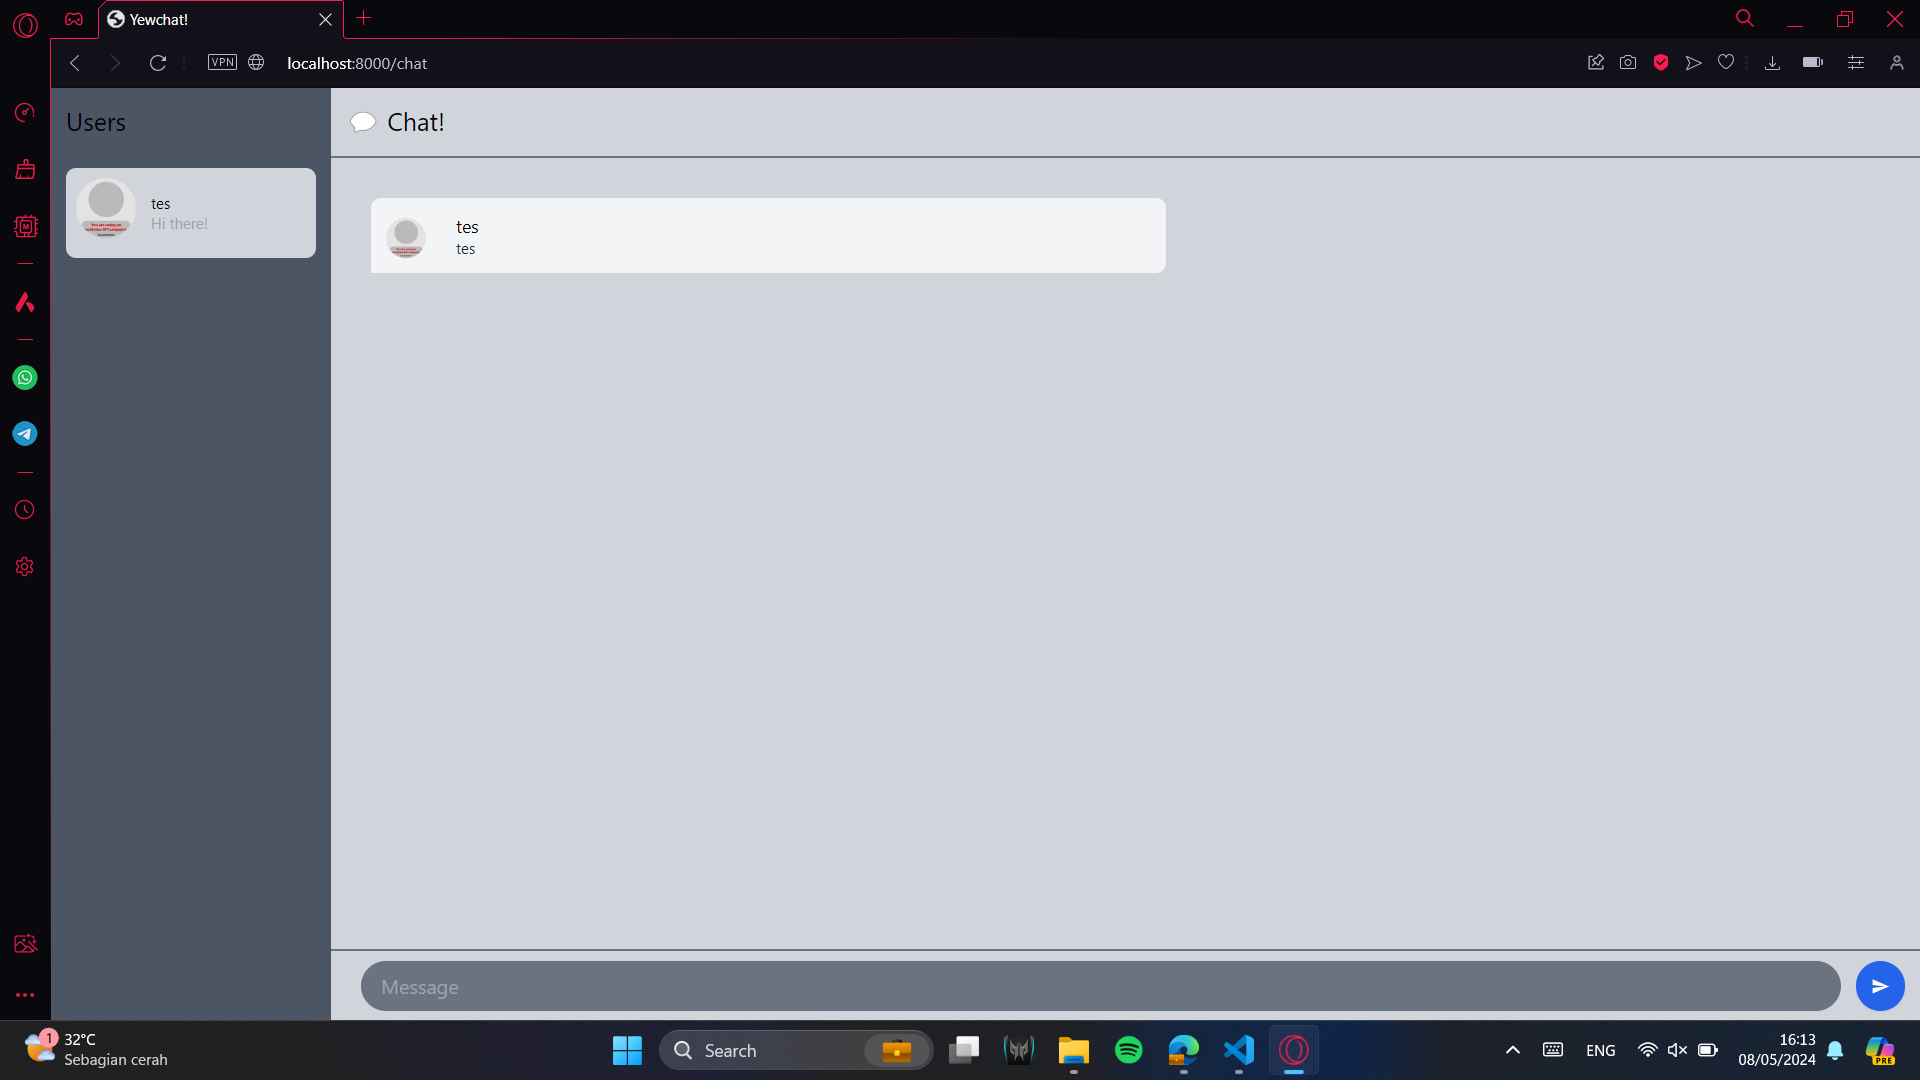 Yewchat!
VPN
localhost:8000/chat
Users
Chat!
tes
Hi there!
tes
tes
Message
1
32°C
Sebagian cerah
Search
ENG
16:13
08/05/2024
PRE